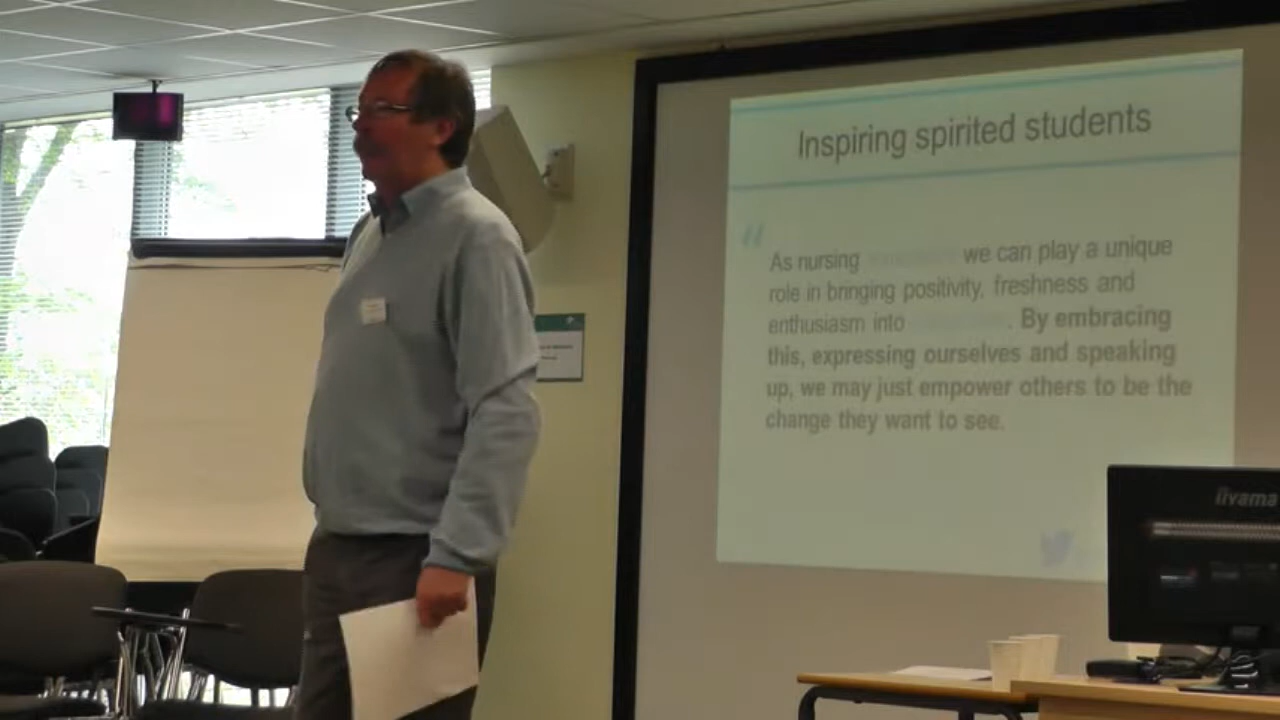 Inspiring spirited students
“
As nursing we can play a unique
role in bringing positivity, freshness and
enthusiasm into . By embracing
this, expressing ourselves and speaking
up, we may just empower others to be the
change they want to see.
iiyama